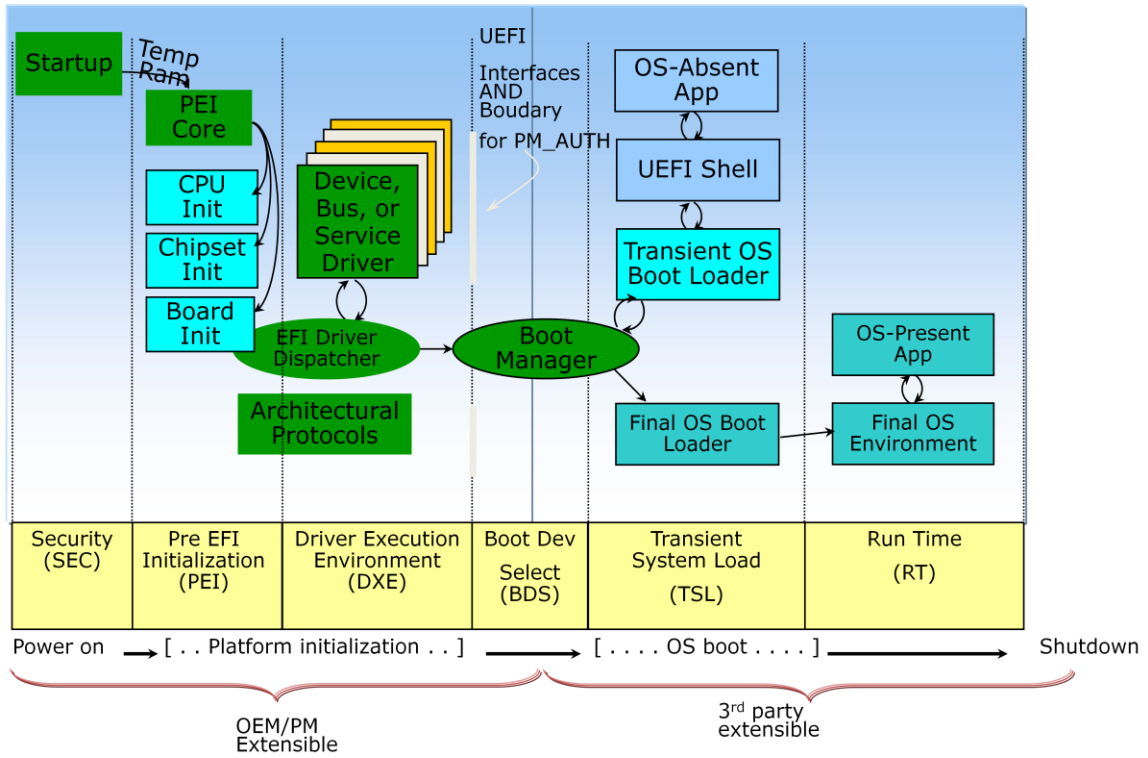 Startup
Temp
Ram
PEI
Core
CPU
Init
Chipset
Init
Board
Init
Device,
Bus, or
Service
Driver
EFI Driver
Dispatcher
Architectural
Protocols
UEFI
Interfaces
AND
Boudary
for PM_AUTH
Boot
Manager
OS-Absent
App
UEFI Shell
Transient OS
Boot Loader
Final OS Boot
Loader
OS-Present
App
Final OS
Environment
Security
(SEC)
Pre EFI
Initialization
(PEI)
Driver Execution
Environment
(DXE)
Boot Dev
Select
(BDS)
Transient
System Load
(TSL)
Run Time
(RT)
Power on
[ . . Platform initialization . . ]
[ . . . . OS boot . . . . ]
Shutdown
OEM/PM
Extensible
3rd party
extensible